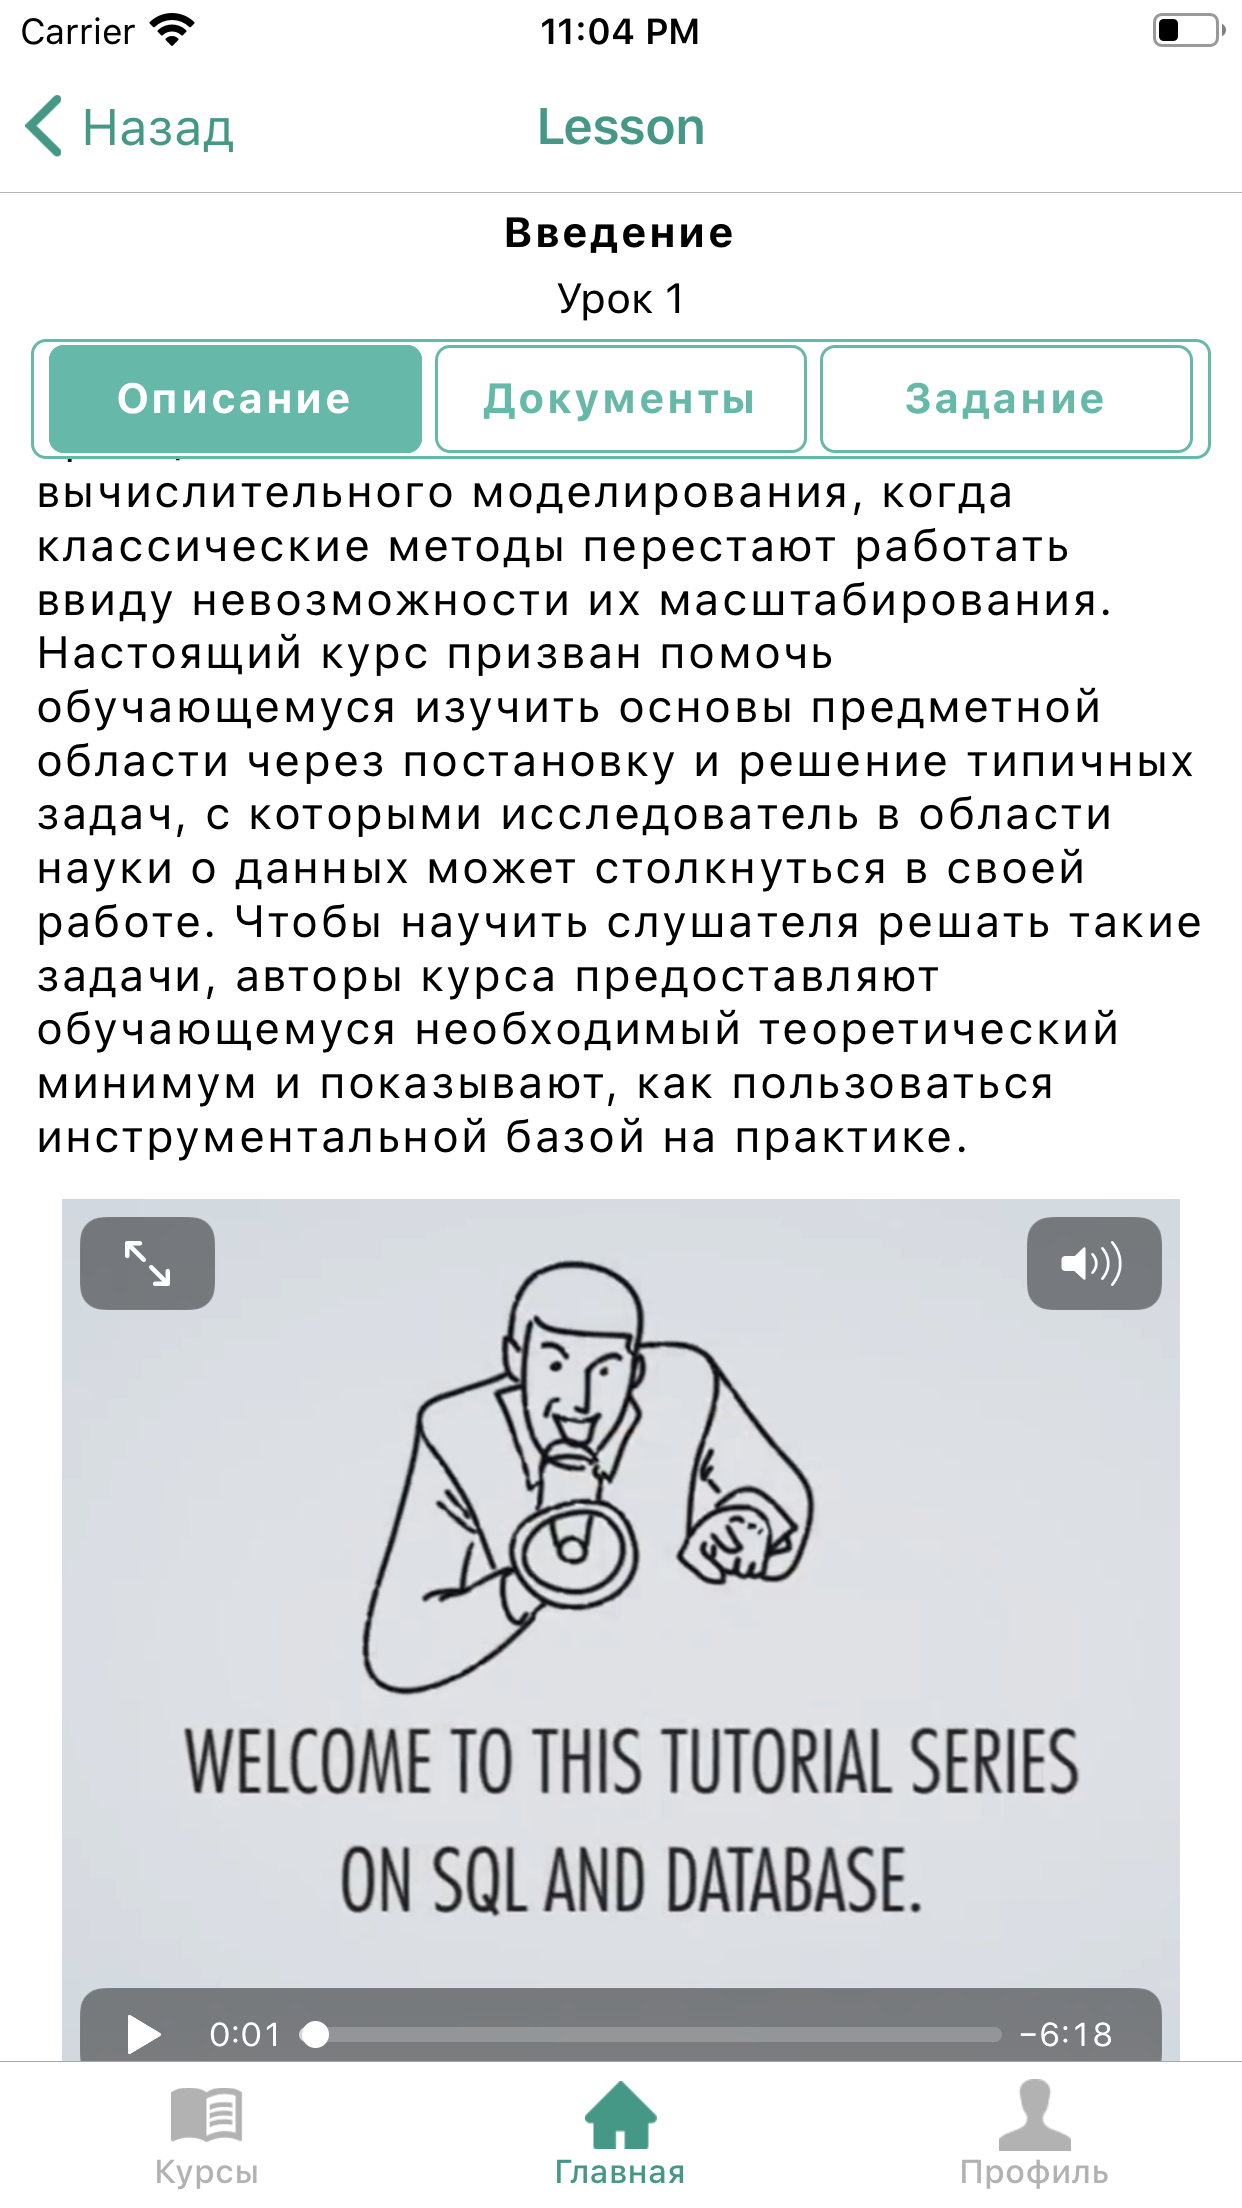 Carrier 11:04 PM
Назад Lesson
Введение
Урок 1
Описание Документы Задание
вычислительного моделирования, когда
классические методы перестают работать
ввиду невозможности их масштабирования.
Настоящий курс призван помочь
обучающемуся изучить основы предметной
области через постановку и решение типичных
задач, с которыми исследователь в области
науки о данных может столкнуться в своей
работе. Чтобы научить слушателя решать такие
задачи, авторы курса предоставляют
обучающемуся необходимый теоретический
минимум и показывают, как пользоваться
инструментальной базой на практике.
WELCOME TO THIS TUTORIAL SERIES
ON SQL AND DATABASE.
0:01 −6:18
Курсы Главная Профиль